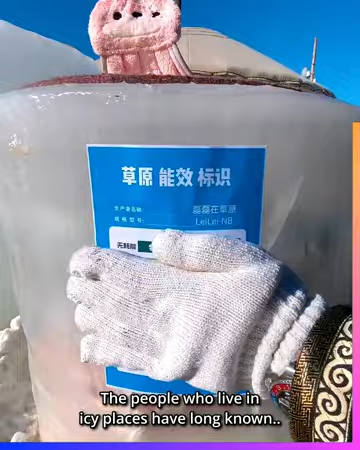 草原 能效 标识
生产者名称:
磊磊在草原
规格型号:
LeiLei-NB
无耗能
The people who live in
icy places have long known..